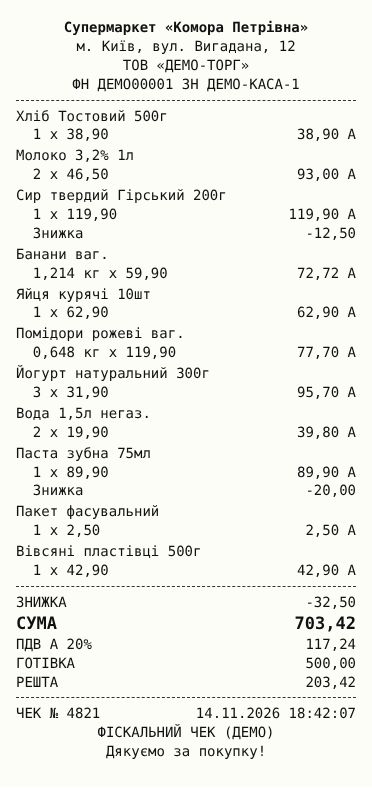 Супермаркет «Комора Петрівна»
м. Київ, вул. Вигадана, 12
ТОВ «ДЕМО-ТОРГ»
ФН ДЕМО00001 ЗН ДЕМО-КАСА-1
Хліб Тостовий 500г
1 x 38,90 38,90 А
Молоко 3,2% 1л
2 x 46,50 93,00 А
Сир твердий Гірський 200г
1 x 119,90 119,90 А
Знижка -12,50
Банани ваг.
1,214 кг x 59,90 72,72 А
Яйця курячі 10шт
1 x 62,90 62,90 А
Помідори рожеві ваг.
0,648 кг x 119,90 77,70 А
Йогурт натуральний 300г
3 x 31,90 95,70 А
Вода 1,5л негаз.
2 x 19,90 39,80 А
Паста зубна 75мл
1 x 89,90 89,90 А
Знижка -20,00
Пакет фасувальний
1 x 2,50 2,50 А
Вівсяні пластівці 500г
1 x 42,90 42,90 А
ЗНИЖКА -32,50
СУМА 703,42
ПДВ А 20% 117,24
ГОТІВКА 500,00
РЕШТА 203,42
ЧЕК № 4821 14.11.2026 18:42:07
ФІСКАЛЬНИЙ ЧЕК (ДЕМО)
Дякуємо за покупку!